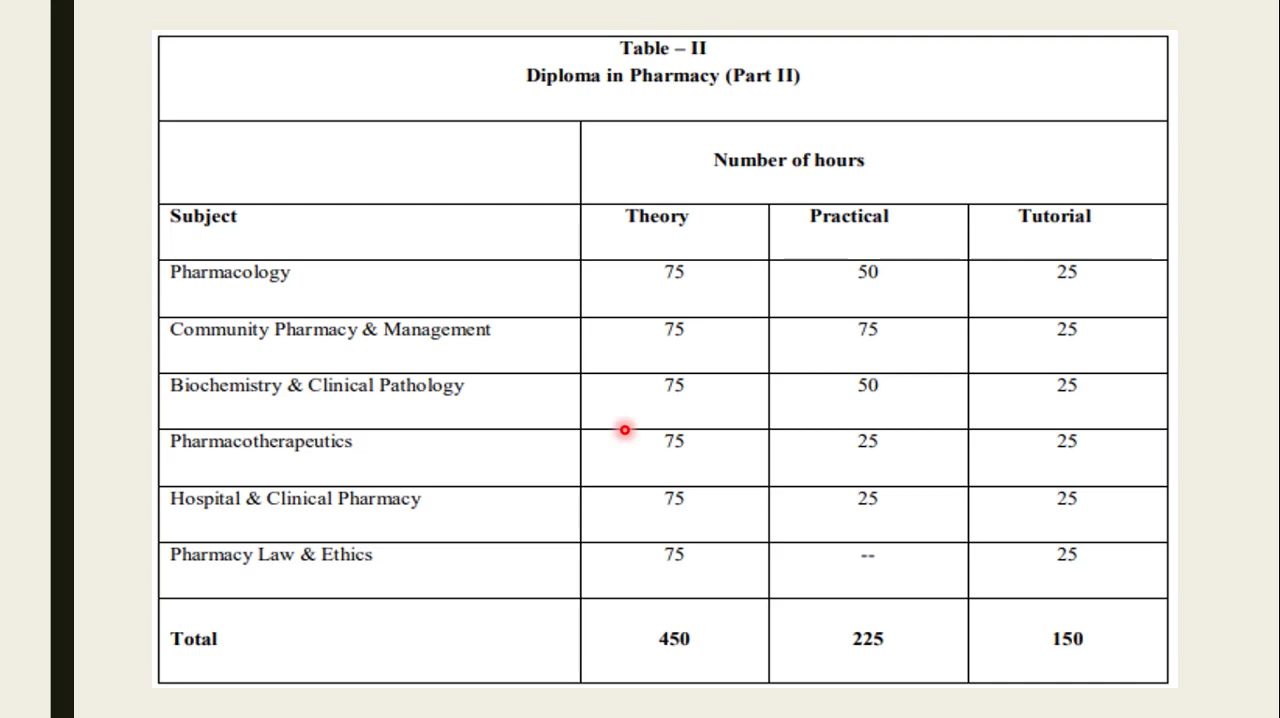 Table – II
Diploma in Pharmacy (Part II)
Number of hours
Subject Theory Practical Tutorial
Pharmacology 75 50 25
Community Pharmacy & Management 75 75 25
Biochemistry & Clinical Pathology 75 50 25
Pharmacotherapeutics 75 25 25
Hospital & Clinical Pharmacy 75 25 25
Pharmacy Law & Ethics 75 -- 25
Total 450 225 150